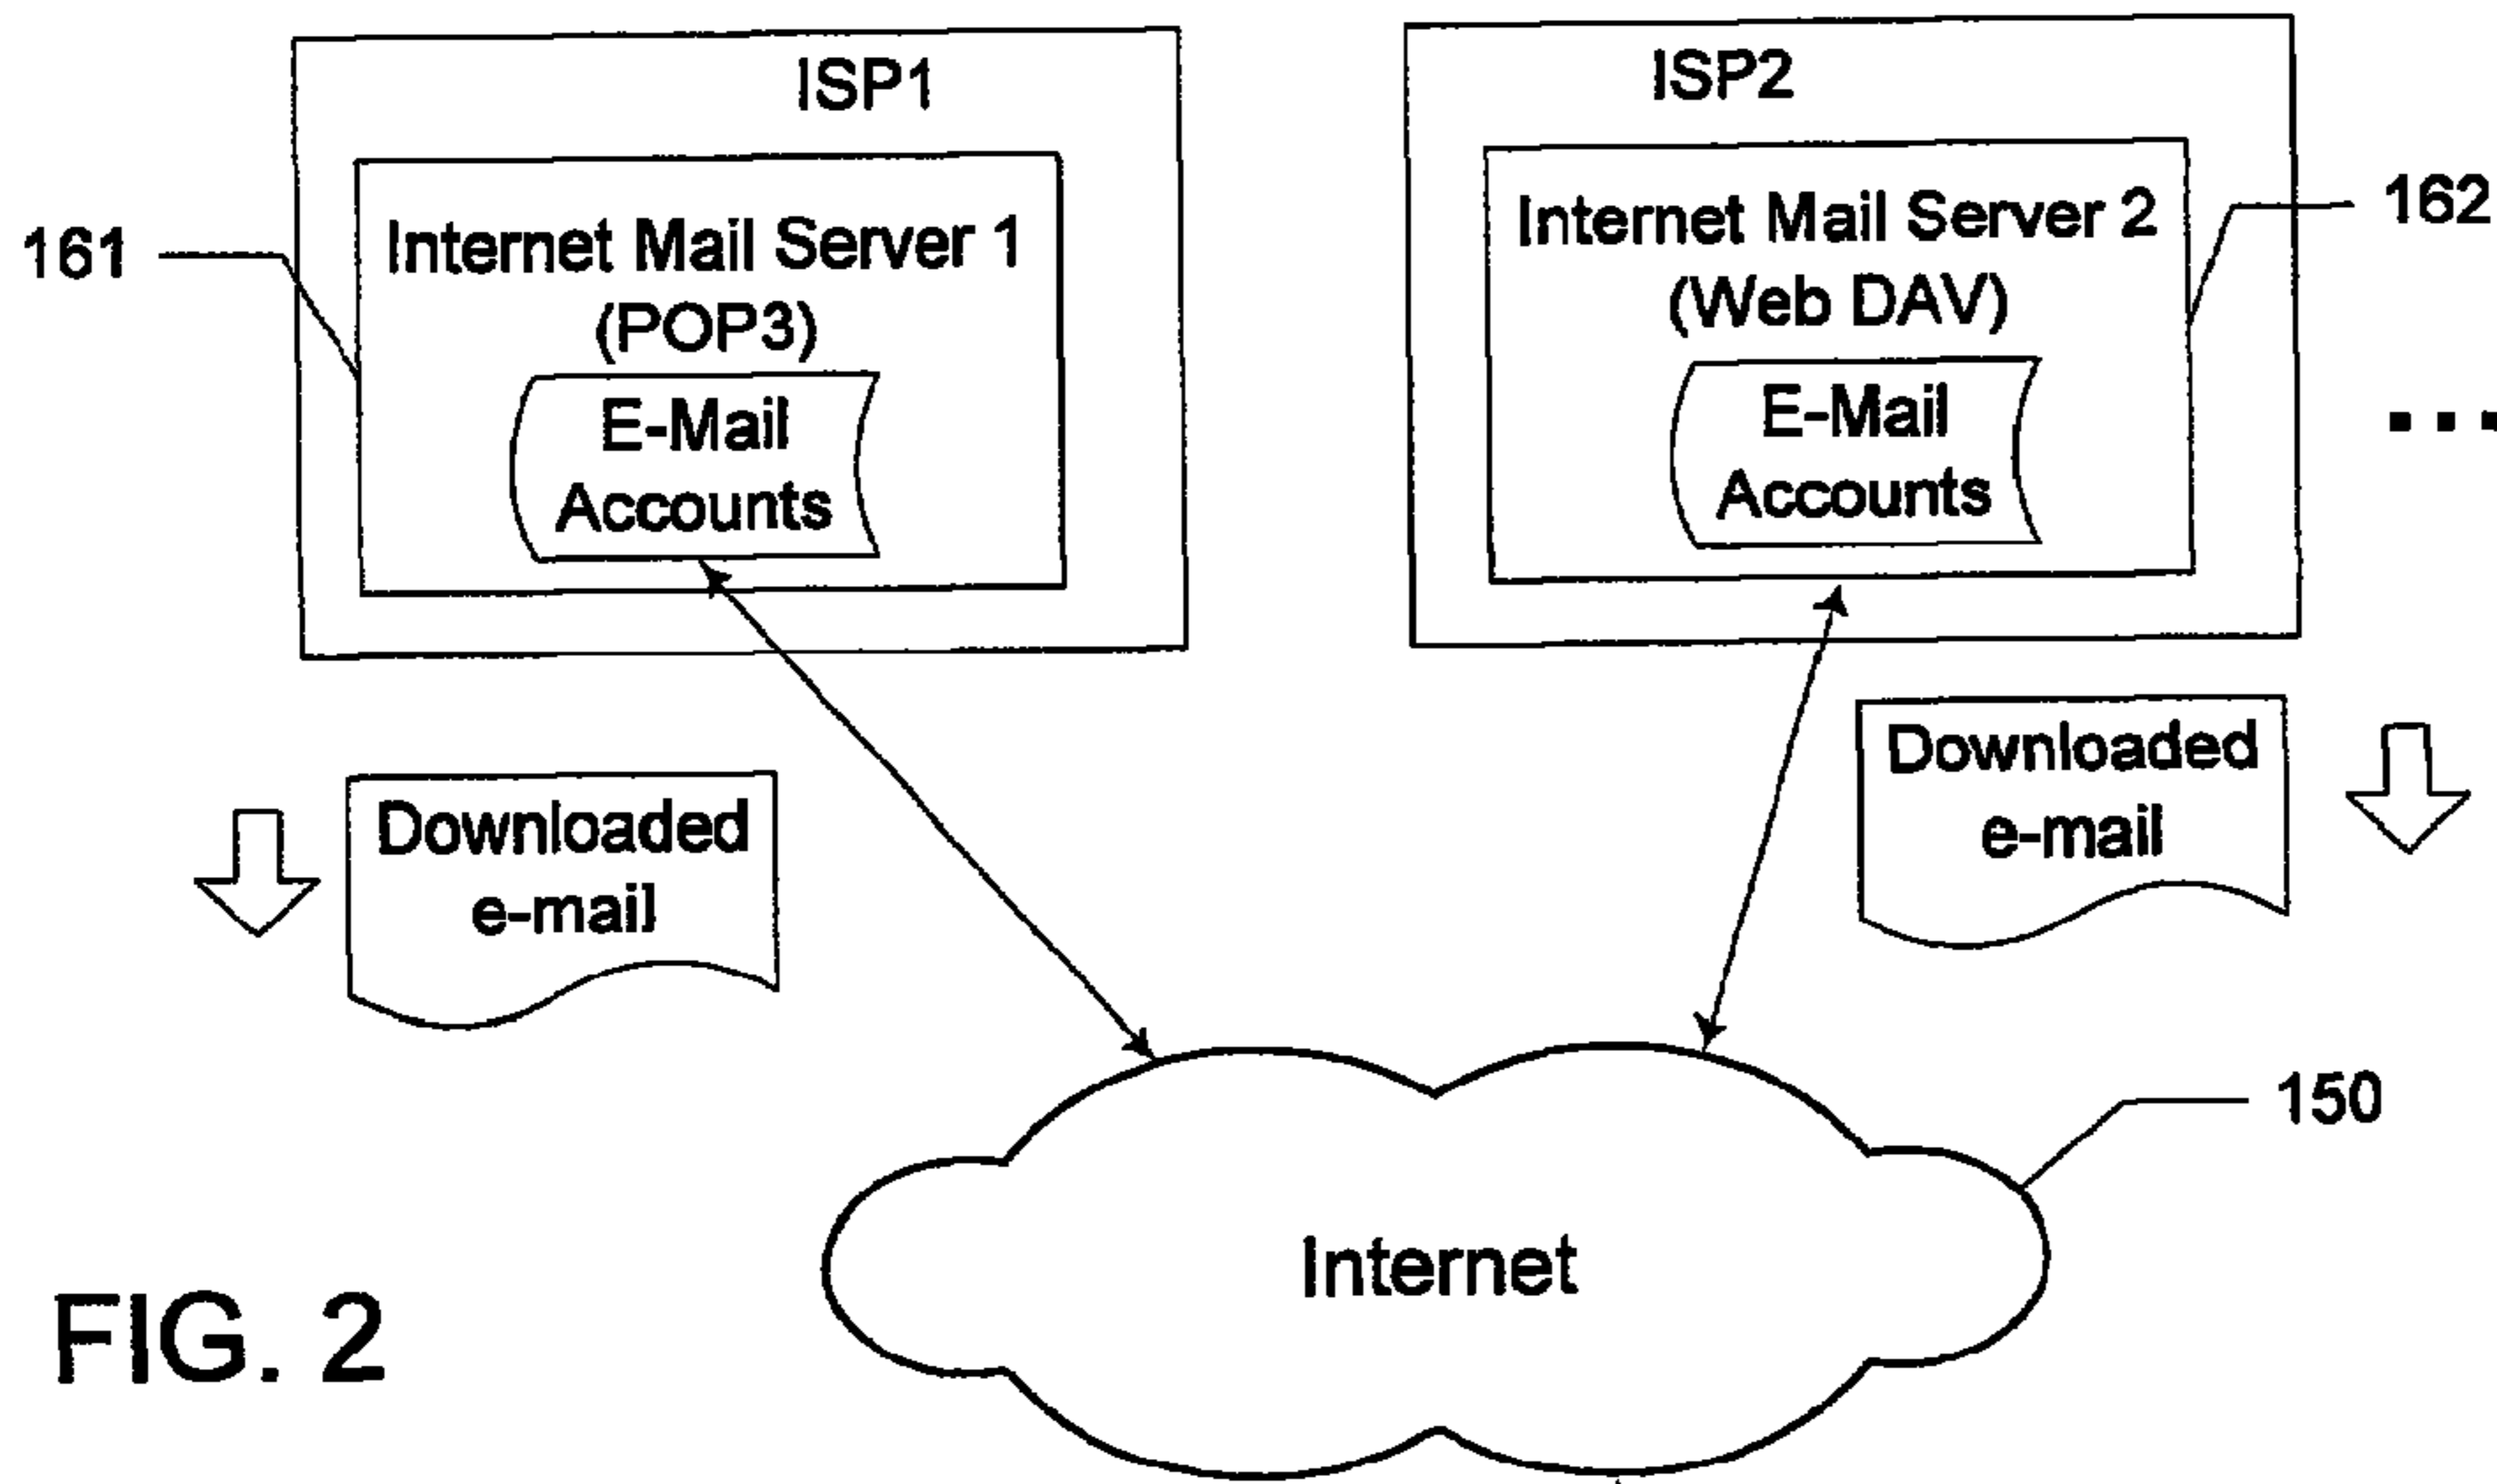 ISP1
Internet Mail Server 1
(POP3)
E-Mail
Accounts
161
ISP2
Internet Mail Server 2
(Web DAV)
E-Mail
Accounts
162
...
Downloaded
e-mail
Downloaded
e-mail
150
Internet
FIG. 2